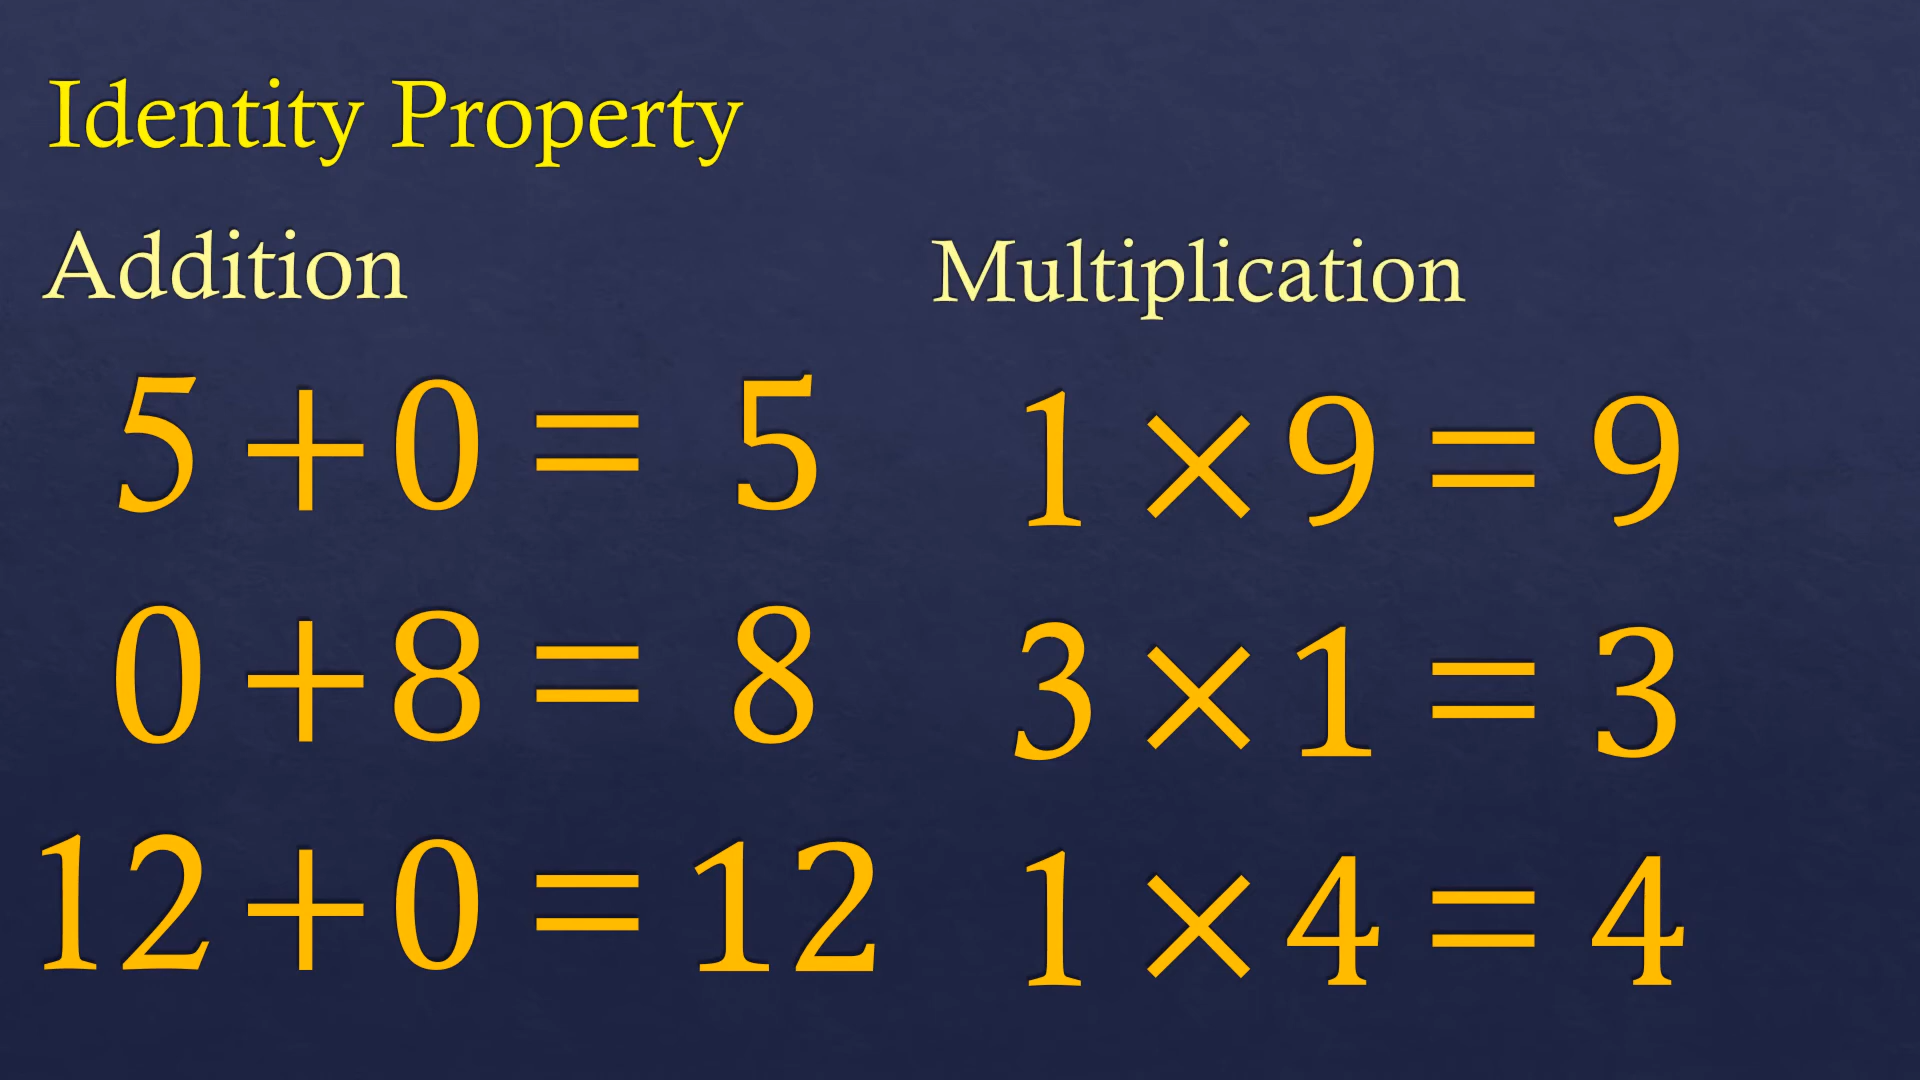 Identity Property
Addition
5 + 0 = 5
0 + 8 = 8
12 + 0 = 12
Multiplication
1 × 9 = 9
3 × 1 = 3
1 × 4 = 4